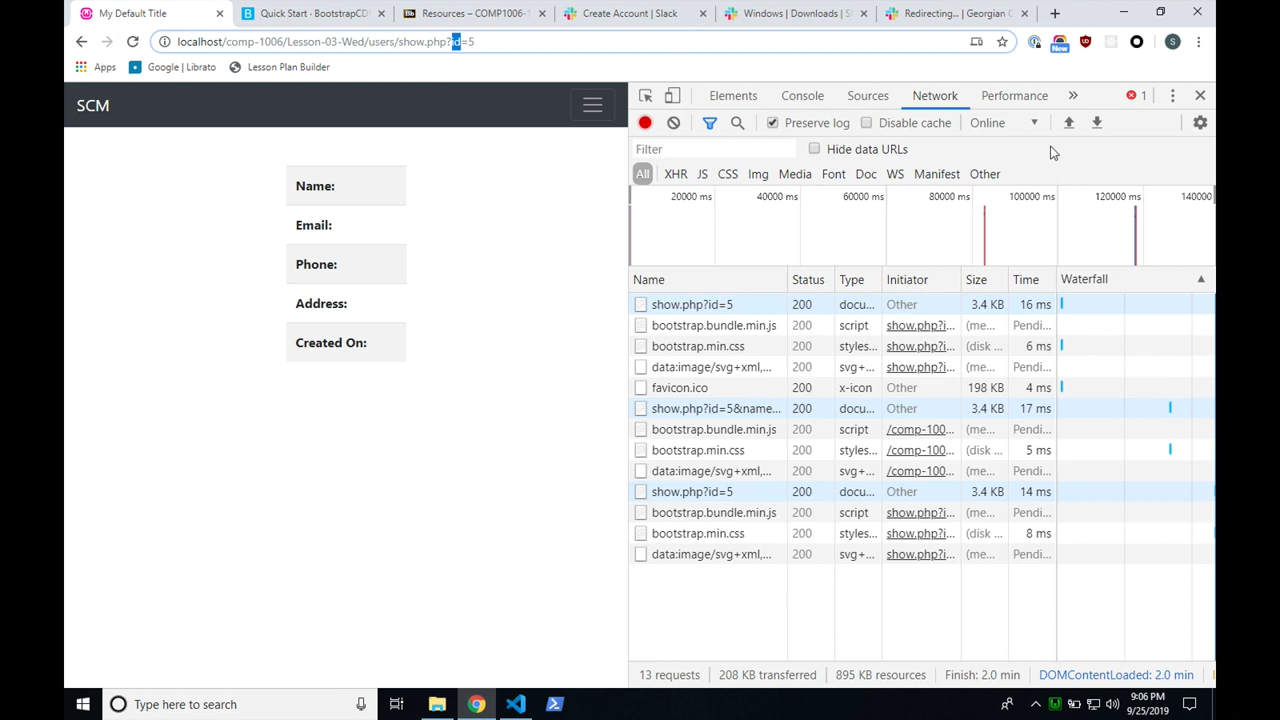 My Default Title
Quick Start · BootstrapCD
Resources – COMP1006-1
Create Account | Slack
Windows | Downloads | S
Redirecting... | Georgian C
localhost/comp-1006/Lesson-03-Wed/users/show.php?id=5
New
S
Apps
Google | Librato
Lesson Plan Builder
SCM
Name:
Email:
Phone:
Address:
Created On:
Elements Console Sources Network Performance » 1
Preserve log Disable cache Online
Filter Hide data URLs
All XHR JS CSS Img Media Font Doc WS Manifest Other
20000 ms 40000 ms 60000 ms 80000 ms 100000 ms 120000 ms 140000
Name Status Type Initiator Size Time Waterfall
show.php?id=5 200 docu... Other 3.4 KB 16 ms
bootstrap.bundle.min.js 200 script show.php?i... (me... Pendi...
bootstrap.min.css 200 styles... show.php?i... (disk ... 6 ms
data:image/svg+xml,... 200 svg+... show.php?i... (me... Pendi...
favicon.ico 200 x-icon Other 198 KB 4 ms
show.php?id=5&name... 200 docu... Other 3.4 KB 17 ms
bootstrap.bundle.min.js 200 script /comp-100... (me... Pendi...
bootstrap.min.css 200 styles... /comp-100... (disk ... 5 ms
data:image/svg+xml,... 200 svg+... /comp-100... (me... Pendi...
show.php?id=5 200 docu... Other 3.4 KB 14 ms
bootstrap.bundle.min.js 200 script show.php?i... (me... Pendi...
bootstrap.min.css 200 styles... show.php?i... (disk ... 8 ms
data:image/svg+xml,... 200 svg+... show.php?i... (me... Pendi...
13 requests 208 KB transferred 895 KB resources Finish: 2.0 min DOMContentLoaded: 2.0 min
Type here to search
9:06 PM
9/25/2019